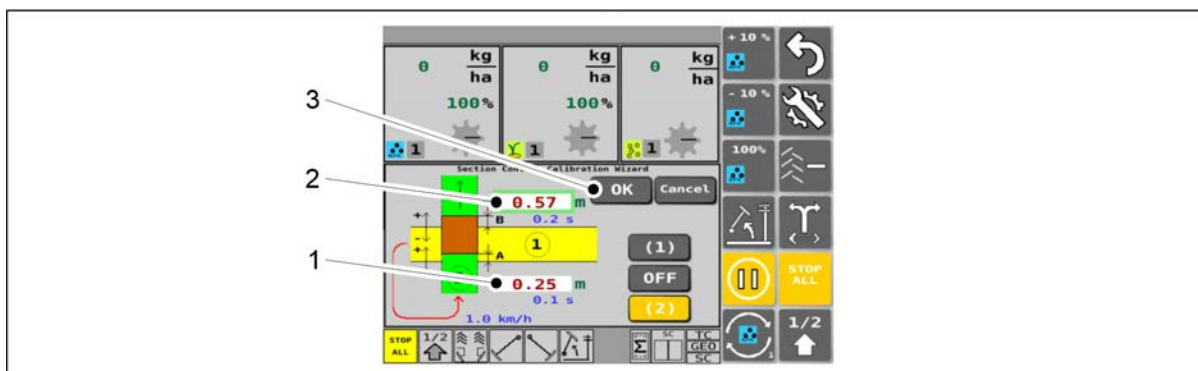 + 10 %
0 kg/ha 0 kg/ha 0 kg/ha
100% 100%
- 10 %
3
1 1 1
100%
Section Control Calibration Wizard
2
OK Cancel
0.57 m
+ B 0.2 s
-
+
1 (1)
1
A
0.25 m OFF
0.1 s
STOP
ALL
(2)
1.0 km/h
STOP
ALL
1/2 SC TC
GEO
SC
1
1/2